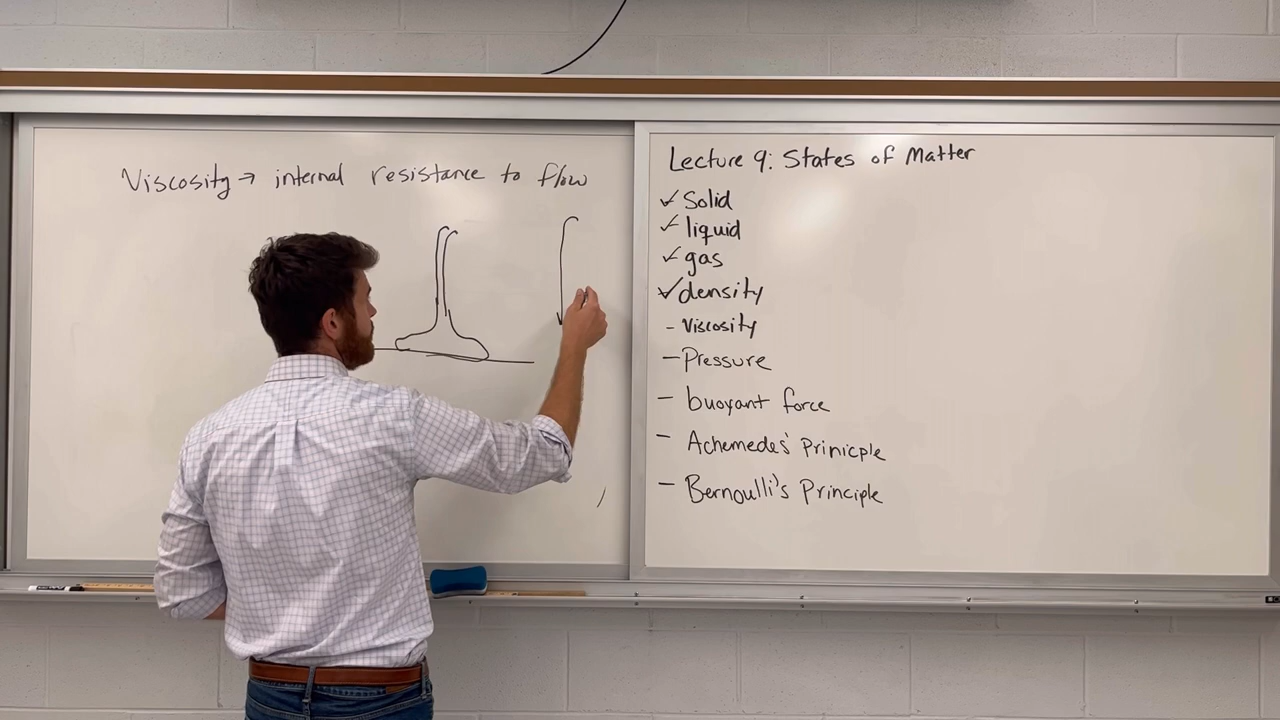 Viscosity → internal resistance to flow
Lecture 9: States of Matter
✓ Solid
✓ liquid
✓ gas
✓ density
- Viscosity
- Pressure
- buoyant force
- Achemedes' Prinicple
- Bernoulli's Principle